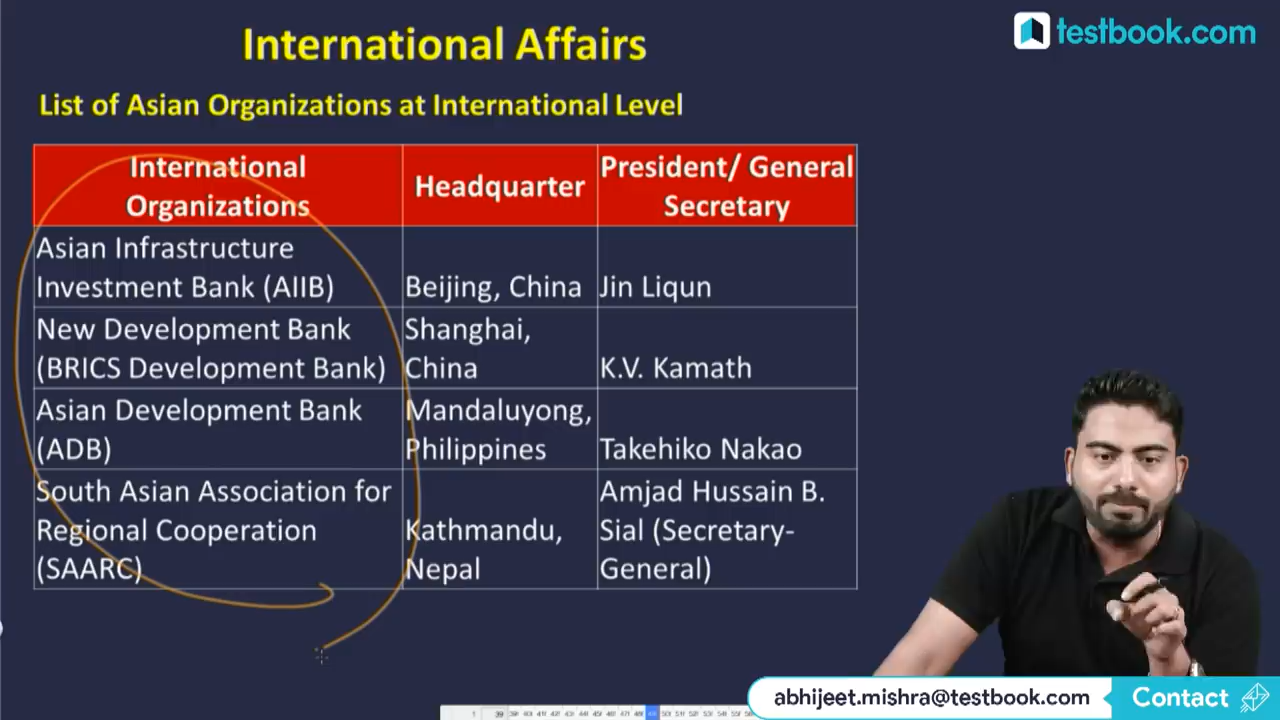 International Affairs
testbook.com
List of Asian Organizations at International Level
International
Organizations
Headquarter
President/ General
Secretary
Asian Infrastructure
Investment Bank (AIIB)
Beijing, China
Jin Liqun
New Development Bank
(BRICS Development Bank)
Shanghai,
China
K.V. Kamath
Asian Development Bank
(ADB)
Mandaluyong,
Philippines
Takehiko Nakao
South Asian Association for
Regional Cooperation
(SAARC)
Kathmandu,
Nepal
Amjad Hussain B.
Sial (Secretary-
General)
abhijeet.mishra@testbook.com
Contact